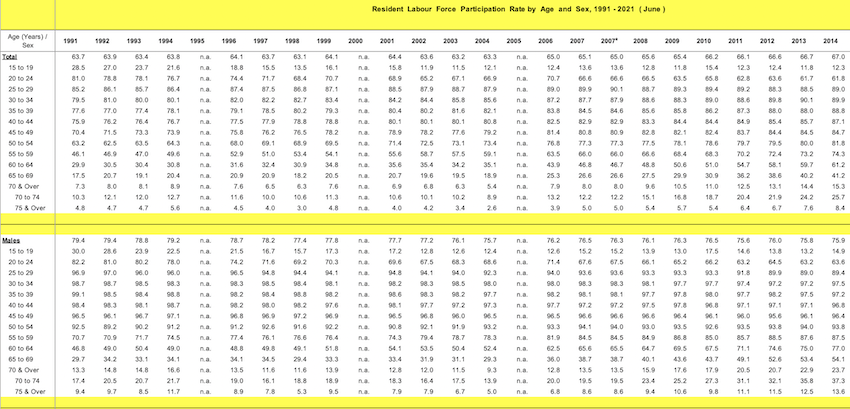 Resident Labour Force Participation Rate by Age and Sex, 1991 - 2021 ( June )
Age (Years) / Sex 1991 1992 1993 1994 1995 1996 1997 1998 1999 2000 2001 2002 2003 2004 2005 2006 2007 2007* 2008 2009 2010 2011 2012 2013 2014
Total 63.7 63.9 63.4 63.8 n.a. 64.1 63.7 63.1 64.1 n.a. 64.4 63.6 63.2 63.3 n.a. 65.0 65.1 65.0 65.6 65.4 66.2 66.1 66.6 66.7 67.0
15 to 19 28.5 27.0 23.7 21.6 n.a. 18.8 15.5 13.5 16.1 n.a. 15.8 11.9 11.5 12.1 n.a. 12.4 13.6 13.6 12.8 11.8 15.4 12.3 12.4 11.8 12.3
20 to 24 81.0 78.8 78.1 76.7 n.a. 74.4 71.7 68.4 70.7 n.a. 68.9 65.2 67.1 66.9 n.a. 70.7 66.6 66.6 66.5 63.5 65.8 62.8 63.6 61.7 61.8
25 to 29 85.2 86.1 85.7 86.4 n.a. 87.4 87.5 86.8 87.1 n.a. 88.5 87.9 88.7 87.9 n.a. 89.0 89.9 90.1 88.7 89.3 89.4 89.2 88.3 88.5 89.0
30 to 34 79.5 81.0 80.0 80.1 n.a. 82.0 82.2 82.7 83.4 n.a. 84.2 84.4 85.8 85.6 n.a. 87.2 87.7 87.9 88.6 88.3 89.0 88.6 89.8 90.1 89.9
35 to 39 77.6 77.0 77.4 78.1 n.a. 79.1 78.5 80.2 79.3 n.a. 80.4 80.2 81.6 82.1 n.a. 83.8 84.5 84.6 85.6 85.8 86.2 87.3 88.0 88.0 88.8
40 to 44 75.9 76.2 76.4 76.7 n.a. 77.5 77.9 78.8 78.8 n.a. 80.1 80.1 80.1 80.8 n.a. 82.5 82.9 82.9 83.3 84.4 84.4 84.9 85.4 85.7 87.1
45 to 49 70.4 71.5 73.3 73.9 n.a. 75.8 76.2 76.5 78.2 n.a. 78.9 78.2 77.6 79.2 n.a. 81.4 80.8 80.9 82.8 82.1 82.4 83.7 84.4 84.5 84.7
50 to 54 63.2 62.5 63.5 64.3 n.a. 68.0 69.1 68.9 69.5 n.a. 71.4 72.5 73.1 73.4 n.a. 76.8 77.3 77.3 77.5 78.1 78.6 79.7 79.5 80.0 81.8
55 to 59 46.1 46.9 47.0 49.6 n.a. 52.9 51.0 53.4 54.1 n.a. 55.6 58.7 57.5 59.1 n.a. 63.5 66.0 66.0 66.6 68.4 68.3 70.2 72.4 73.2 74.3
60 to 64 29.9 30.5 30.4 30.8 n.a. 31.6 32.4 30.9 34.8 n.a. 35.6 35.4 34.2 35.1 n.a. 43.9 46.8 46.7 48.8 50.6 51.0 54.7 58.1 59.7 61.2
65 to 69 17.5 20.7 19.1 20.4 n.a. 20.9 20.9 18.2 20.5 n.a. 20.7 19.6 19.5 18.9 n.a. 25.3 26.6 26.6 27.5 29.9 30.9 36.2 38.6 40.2 41.2
70 & Over 7.3 8.0 8.1 8.9 n.a. 7.6 6.5 6.3 7.6 n.a. 6.9 6.8 6.3 5.4 n.a. 7.9 8.0 8.0 9.6 10.5 11.0 12.5 13.1 14.4 15.3
70 to 74 10.3 12.1 12.0 12.7 n.a. 11.6 10.0 10.6 11.3 n.a. 10.6 10.1 10.2 8.9 n.a. 13.2 12.2 12.2 15.1 16.8 18.7 20.4 21.9 24.2 25.7
75 & Over 4.8 4.7 4.7 5.6 n.a. 4.5 4.0 3.0 4.8 n.a. 4.0 4.2 3.4 2.6 n.a. 3.9 5.0 5.0 5.4 5.7 5.4 6.4 6.7 7.6 8.4
Males 79.4 79.4 78.8 79.2 n.a. 78.7 78.2 77.4 77.8 n.a. 77.7 77.2 76.1 75.7 n.a. 76.2 76.5 76.3 76.1 76.3 76.5 75.6 76.0 75.8 75.9
15 to 19 30.0 28.6 23.9 22.5 n.a. 21.5 16.7 15.7 17.3 n.a. 17.2 12.8 12.6 12.4 n.a. 12.6 15.2 15.2 13.9 13.0 17.5 14.6 13.8 13.2 14.9
20 to 24 82.2 81.0 80.2 78.0 n.a. 74.2 71.6 69.2 70.3 n.a. 69.6 67.5 68.3 68.6 n.a. 71.4 67.6 67.5 66.1 65.2 66.2 63.2 64.5 63.2 63.6
25 to 29 96.9 97.0 96.0 96.0 n.a. 96.5 94.8 94.4 94.1 n.a. 94.8 94.0 92.0 94.3 n.a. 94.0 93.6 93.9 93.3 93.3 93.3 91.8 89.9 89.0 89.4
30 to 34 98.7 98.7 98.5 98.3 n.a. 98.3 98.5 98.4 98.1 n.a. 98.2 98.3 98.5 98.0 n.a. 98.0 98.3 98.3 98.1 97.7 97.7 97.4 97.2 97.2 97.5
35 to 39 99.1 98.5 98.4 98.8 n.a. 98.2 98.4 98.8 98.2 n.a. 98.6 98.3 98.2 97.7 n.a. 98.2 98.1 98.1 97.7 97.8 98.0 97.7 98.2 97.5 97.2
40 to 44 98.4 98.3 98.1 98.7 n.a. 98.2 98.0 98.2 97.6 n.a. 98.1 97.7 97.2 97.3 n.a. 97.7 97.2 97.2 97.5 97.8 96.8 97.1 97.1 96.9 96.8
45 to 49 96.5 96.1 96.7 97.1 n.a. 96.8 96.9 97.2 96.9 n.a. 96.5 96.8 96.0 96.5 n.a. 96.5 96.6 96.6 96.6 96.4 96.1 96.0 95.6 96.1 96.4
50 to 54 92.5 89.2 90.2 91.2 n.a. 91.2 92.6 91.6 92.2 n.a. 90.8 92.1 91.9 93.2 n.a. 93.3 94.1 94.0 93.0 93.5 92.6 93.5 93.8 94.0 93.8
55 to 59 70.7 70.9 71.7 74.5 n.a. 77.4 76.1 76.6 76.4 n.a. 74.3 79.4 78.7 78.3 n.a. 81.9 84.5 84.5 84.9 86.8 85.0 85.7 88.5 87.6 87.5
60 to 64 46.8 49.0 50.0 49.4 n.a. 48.8 49.8 49.1 51.8 n.a. 54.1 53.5 50.4 52.4 n.a. 62.5 65.6 65.5 64.7 69.5 67.5 71.1 74.6 75.0 77.0
65 to 69 29.7 34.2 33.1 34.1 n.a. 34.1 34.5 29.4 33.3 n.a. 33.4 31.9 31.1 29.3 n.a. 36.0 38.7 38.7 40.1 43.6 43.7 49.1 52.6 53.4 54.1
70 & Over 13.3 14.8 14.8 16.6 n.a. 13.5 11.6 11.6 13.9 n.a. 12.8 12.0 11.5 9.3 n.a. 12.8 13.5 13.5 15.9 17.6 17.9 20.5 20.7 22.9 23.7
70 to 74 17.4 20.5 20.7 21.7 n.a. 19.0 16.1 18.8 18.9 n.a. 18.3 16.4 17.5 13.9 n.a. 20.0 19.5 19.5 23.4 25.2 27.3 31.1 32.1 35.8 37.3
75 & Over 9.4 9.7 8.5 11.7 n.a. 8.9 7.8 5.3 9.5 n.a. 7.9 7.9 6.7 5.0 n.a. 6.8 8.6 8.6 9.4 10.6 9.8 11.1 11.5 12.5 13.6